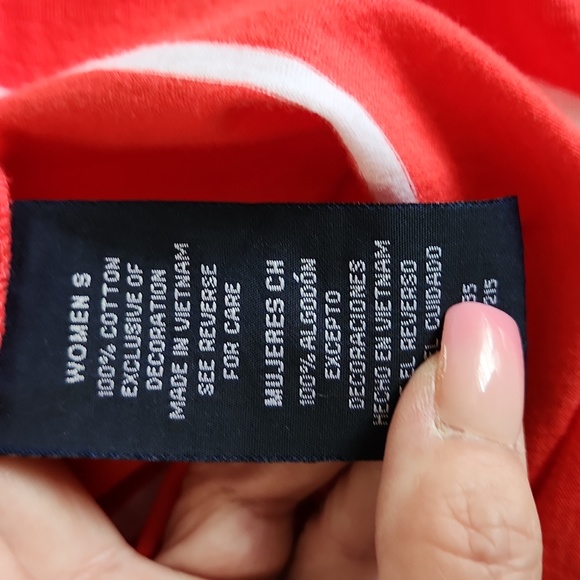 WOMEN S
100% COTTON
EXCLUSIVE OF
DECORATION
MADE IN VIETNAM
SEE REVERSE
FOR CARE
MUJERES CH
100% ALGODÓN
EXCEPTO
DECORACIONES
HECHO EN VIETNAM
REVERSO
CUIDADO